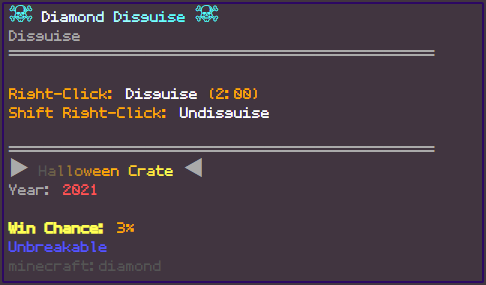 ☠ Diamond Disguise ☠
Disguise
Right-Click: Disguise (2:00)
Shift Right-Click: Undisguise
▶ Halloween Crate ◀
Year: 2021
Win Chance: 3%
Unbreakable
minecraft:diamond